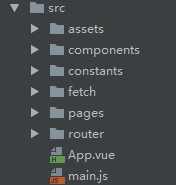 src
assets
components
constants
fetch
pages
router
App.vue
main.js